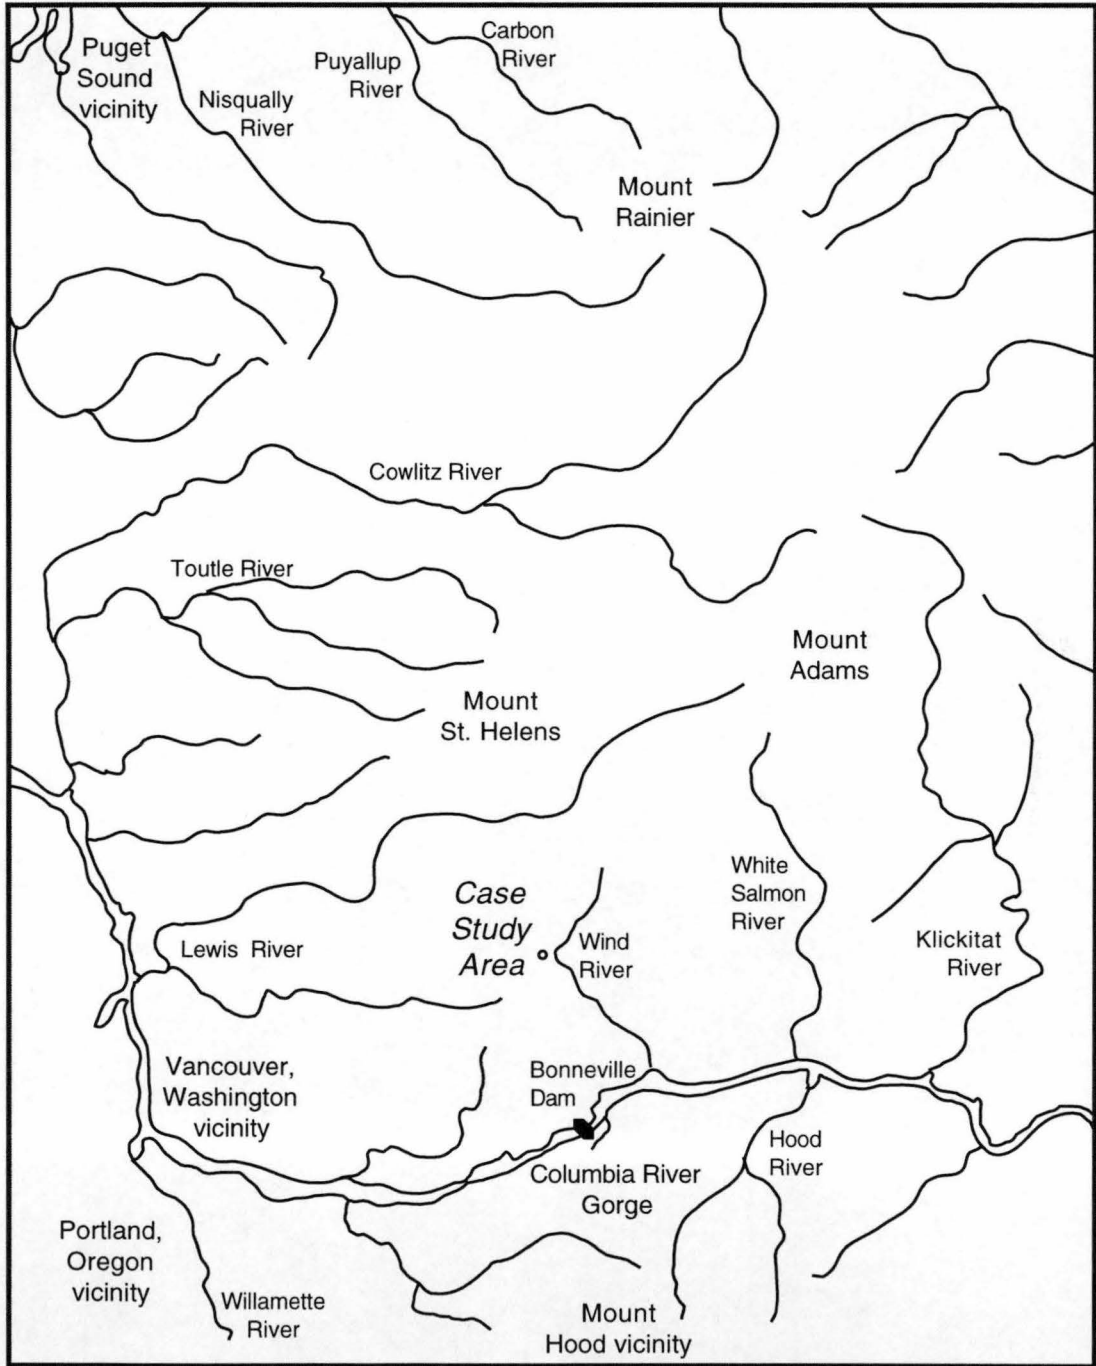 Puget
Sound
vicinity
Nisqually
River
Puyallup
River
Carbon
River
Mount
Rainier
Cowlitz River
Toutle River
Mount
St. Helens
Mount
Adams
Case
Study
Area
Wind
River
White
Salmon
River
Klickitat
River
Lewis River
Vancouver,
Washington
vicinity
Bonneville
Dam
Columbia River
Gorge
Hood
River
Portland,
Oregon
vicinity
Willamette
River
Mount
Hood vicinity